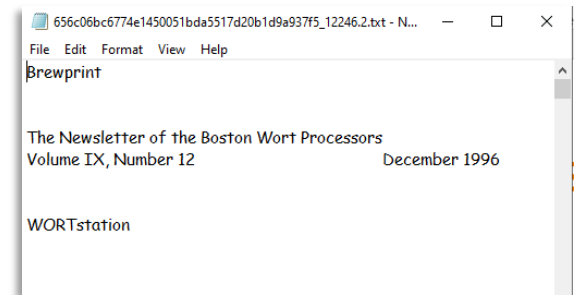 656c06bc6774e1450051bda5517d20b1d9a937f5_12246.2.txt - N...
File Edit Format View Help
Brewprint
The Newsletter of the Boston Wort Processors
Volume IX, Number 12 December 1996
WORTstation